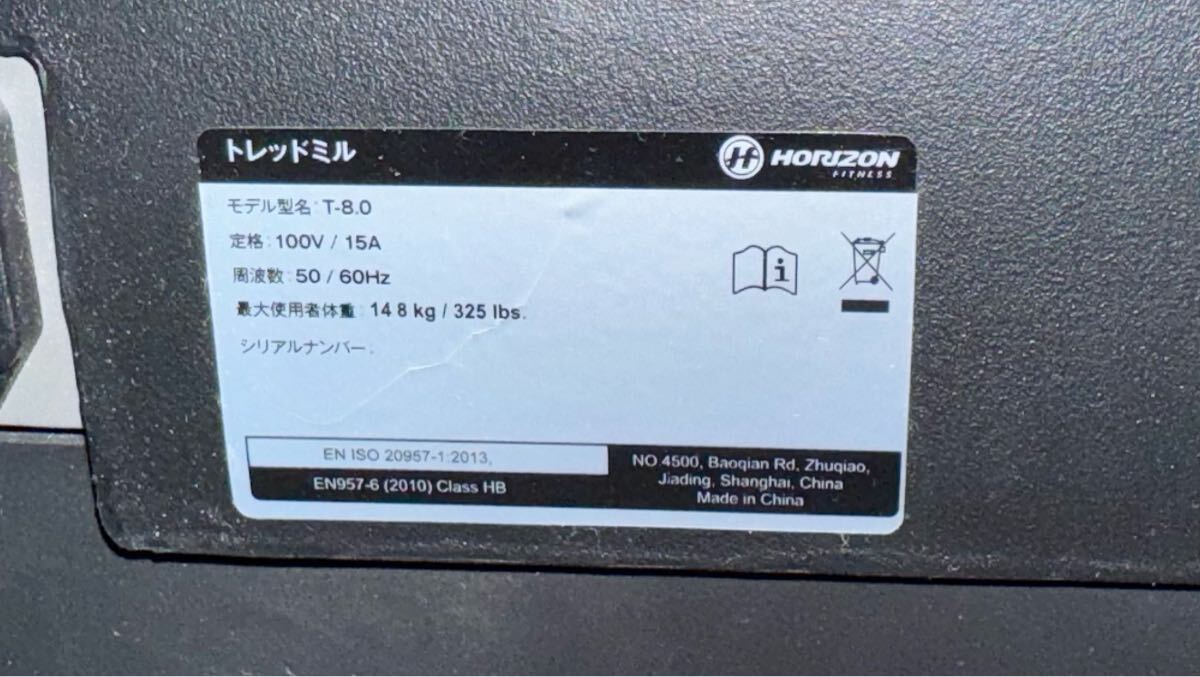 トレッドミル
HORIZON
FITNESS
モデル型名: T-8.0
定格: 100V / 15A
周波数: 50 / 60Hz
最大使用者体重: 14 8 kg / 325 lbs.
シリアルナンバー:
EN ISO 20957-1:2013,
EN957-6 (2010) Class HB
NO.4500, Baoqian Rd. Zhuqiao,
Jiading, Shanghai, China
Made in China